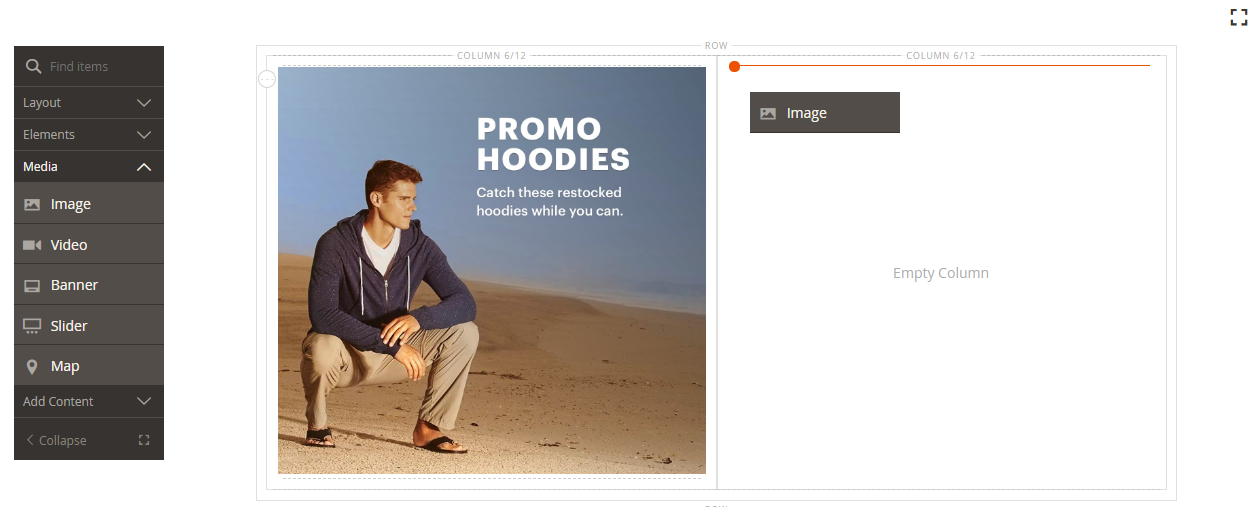 Find items
Layout
Elements
Media
Image
Video
Banner
Slider
Map
Add Content
Collapse
ROW
COLUMN 6/12
COLUMN 6/12
PROMO
HOODIES
Catch these restocked
hoodies while you can.
Image
Empty Column